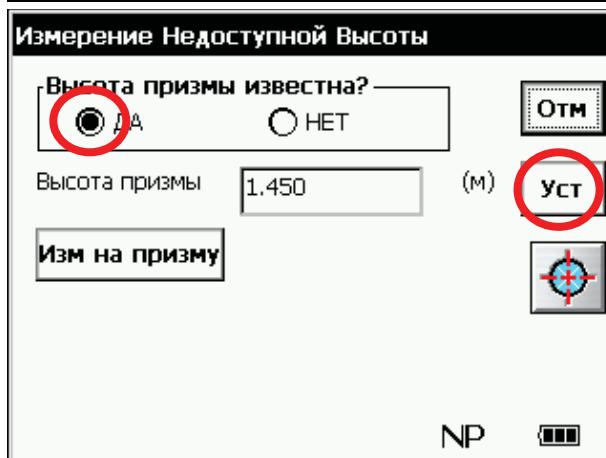 Измерение Недоступной Высоты
Высота призмы известна?
ДА НЕТ
Отм
Высота призмы 1.450 (м) Уст
Изм на призму
NP